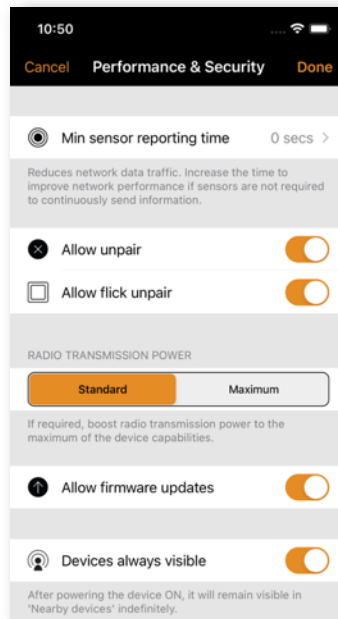 10:50
Cancel Performance & Security Done
Min sensor reporting time 0 secs >
Reduces network data traffic. Increase the time to
improve network performance if sensors are not required
to continuously send information.
Allow unpair
Allow flick unpair
RADIO TRANSMISSION POWER
Standard Maximum
If required, boost radio transmission power to the
maximum of the device capabilities.
Allow firmware updates
Devices always visible
After powering the device ON, it will remain visible in
'Nearby devices' indefinitely.